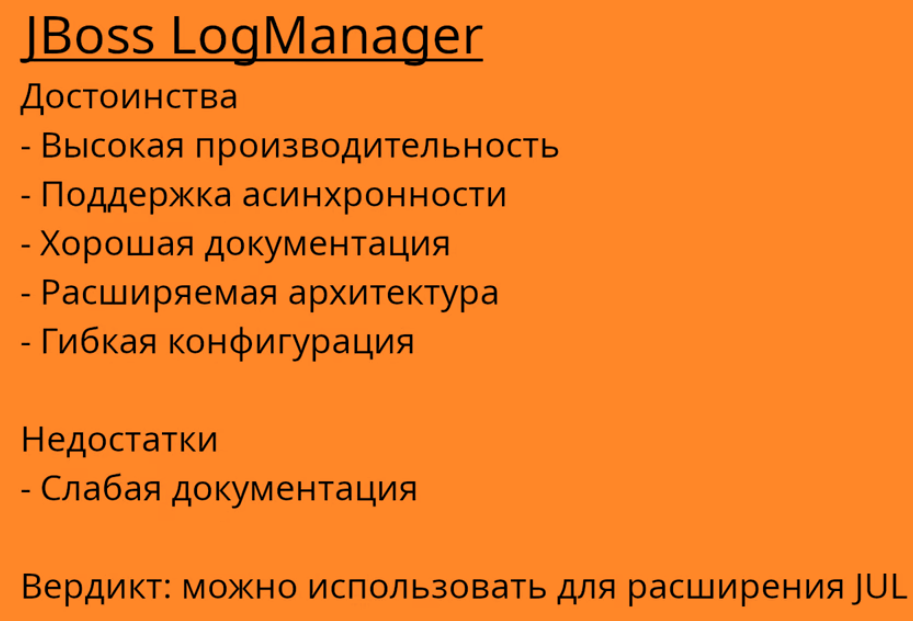 JBoss LogManager
Достоинства
- Высокая производительность
- Поддержка асинхронности
- Хорошая документация
- Расширяемая архитектура
- Гибкая конфигурация
Недостатки
- Слабая документация
Вердикт: можно использовать для расширения JUL